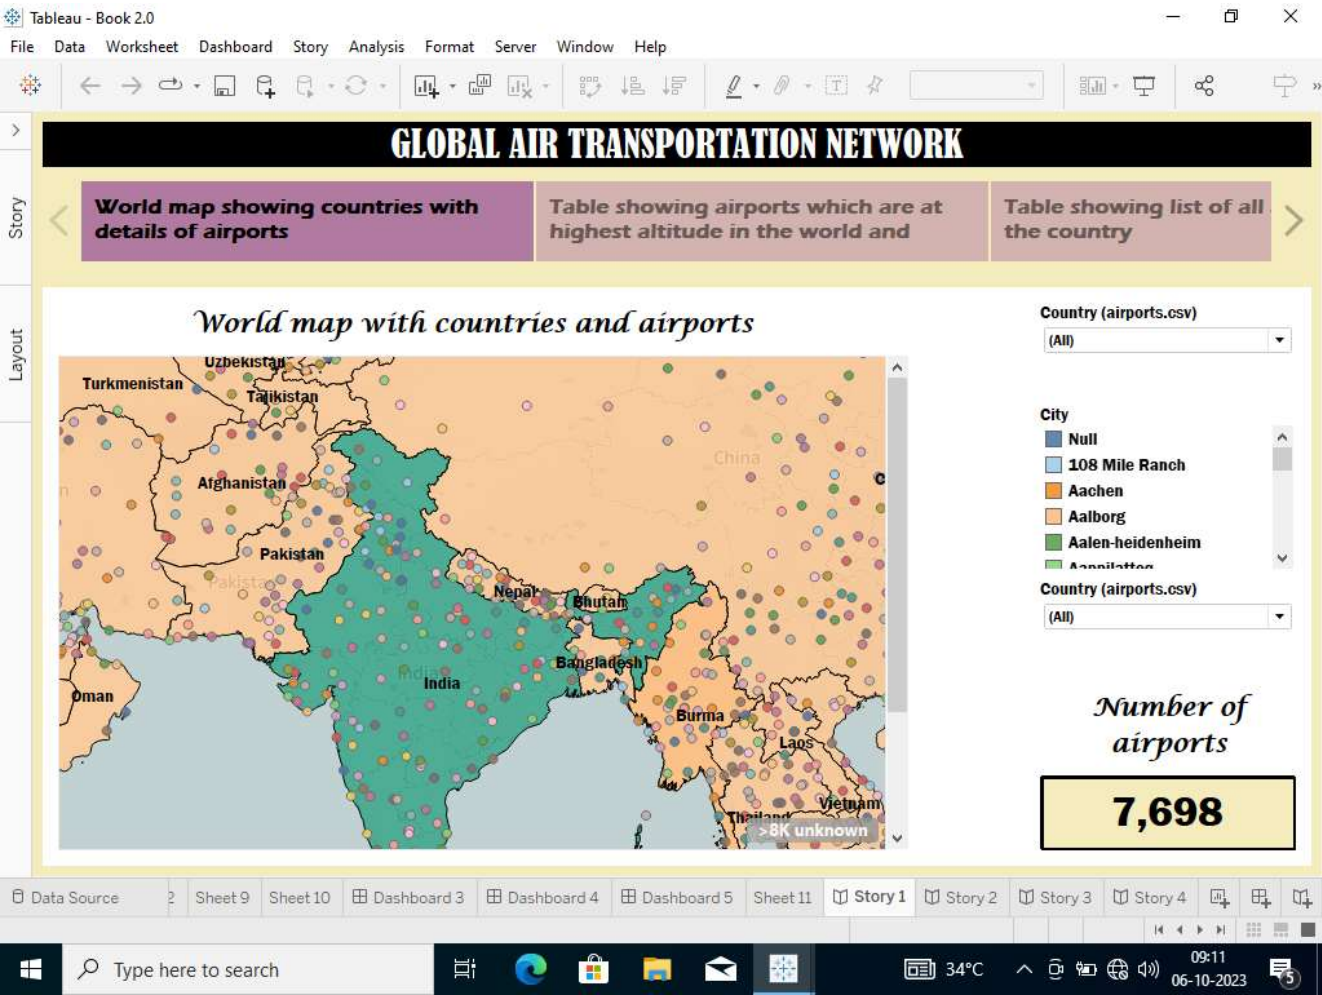 Tableau - Book 2.0
File Data Worksheet Dashboard Story Analysis Format Server Window Help
GLOBAL AIR TRANSPORTATION NETWORK
Story
Layout
World map showing countries with
details of airports
Table showing airports which are at
highest altitude in the world and
Table showing list of all
the country
World map with countries and airports
Uzbekistan
Turkmenistan
Tajikistan
China
Afghanistan
Pakistan
Pakista
Nepal
Bhutan
Bangladesh
India
India
Oman
Burma
Laos
Vietnam
Thailand
>8K unknown
Country (airports.csv)
(All)
City
Null
108 Mile Ranch
Aachen
Aalborg
Aalen-heidenheim
Country (airports.csv)
(All)
Number of
airports
7,698
Data Source 2 Sheet 9 Sheet 10 Dashboard 3 Dashboard 4 Dashboard 5 Sheet 11 Story 1 Story 2 Story 3 Story 4
Type here to search
34°C
09:11
06-10-2023
5